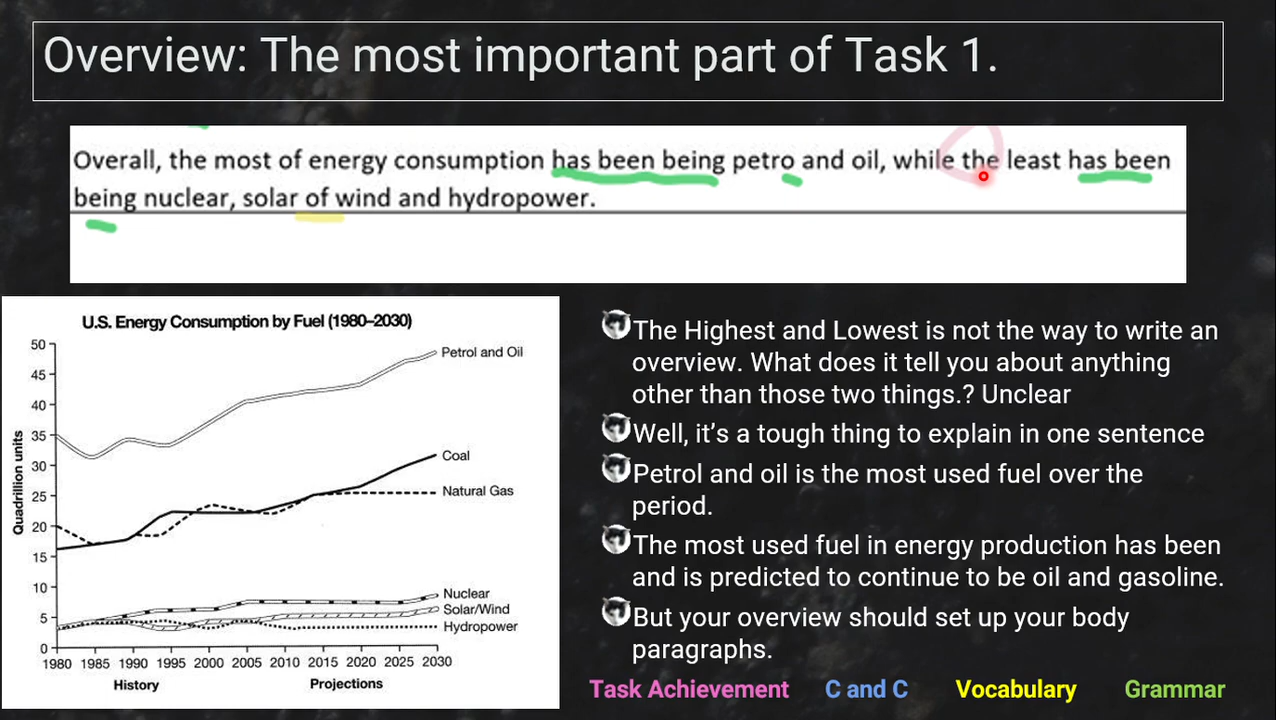 Overview: The most important part of Task 1.
Overall, the most of energy consumption has been being petro and oil, while the least has been
being nuclear, solar of wind and hydropower.
U.S. Energy Consumption by Fuel (1980–2030)
Quadrillion units
50
45
40
35
30
25
20
15
10
5
0
Petrol and Oil
Coal
Natural Gas
Nuclear
Solar/Wind
Hydropower
1980 1985 1990 1995 2000 2005 2010 2015 2020 2025 2030
History Projections
The Highest and Lowest is not the way to write an
overview. What does it tell you about anything
other than those two things.? Unclear
Well, it’s a tough thing to explain in one sentence
Petrol and oil is the most used fuel over the
period.
The most used fuel in energy production has been
and is predicted to continue to be oil and gasoline.
But your overview should set up your body
paragraphs.
Task Achievement C and C Vocabulary Grammar